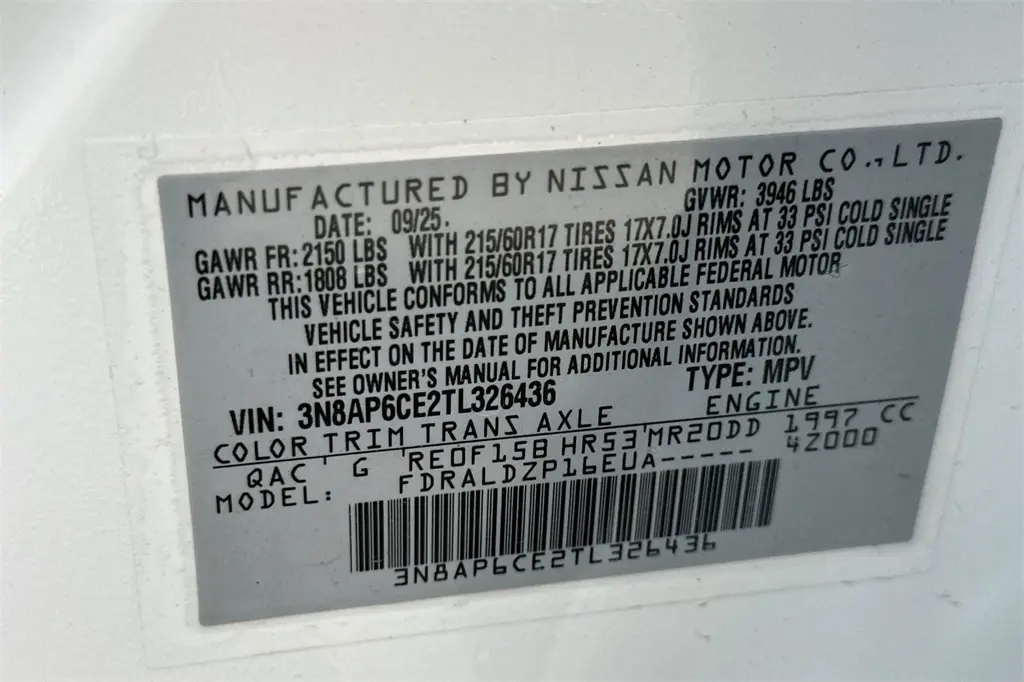 MANUFACTURED BY NISSAN MOTOR CO., LTD.
DATE: 09/25. GVWR: 3946 LBS
GAWR FR: 2150 LBS WITH 215/60R17 TIRES 17X7.0J RIMS AT 33 PSI COLD SINGLE
GAWR RR: 1808 LBS WITH 215/60R17 TIRES 17X7.0J RIMS AT 33 PSI COLD SINGLE
THIS VEHICLE CONFORMS TO ALL APPLICABLE FEDERAL MOTOR
VEHICLE SAFETY AND THEFT PREVENTION STANDARDS
IN EFFECT ON THE DATE OF MANUFACTURE SHOWN ABOVE.
SEE OWNER'S MANUAL FOR ADDITIONAL INFORMATION.
VIN: 3N8AP6CE2TL326436 TYPE: MPV
COLOR TRIM TRANS AXLE ENGINE
QAC G RE0F15B HR53 MR20DD 1997 CC
MODEL: FDRALDZP16EUA----- 4Z000
3N8AP6CE2TL326436